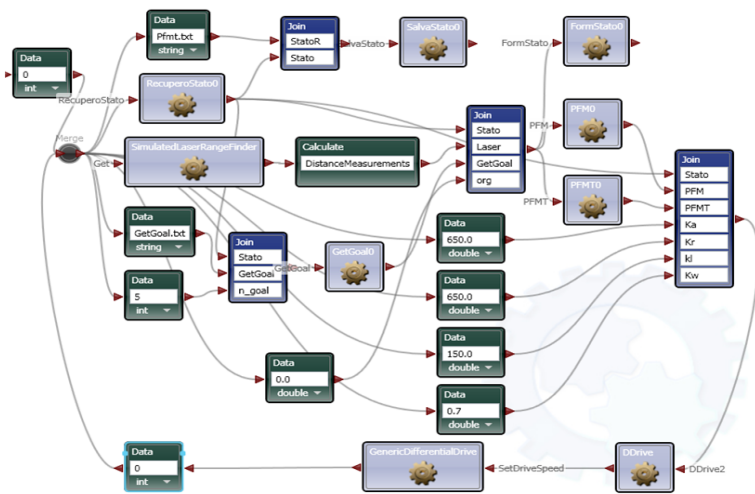 Data
Pfmt.txt
string
Join
StatoR
Stato
SalvaStato
SalvaStato0
FormStato
FormStato0
Data
0
int
RecuperoStato
RecuperoStato0
Merge
Get
SimulatedLaserRangeFinder
Calculate
DistanceMeasurements
Join
Stato
Laser
GetGoal
org
PFM
PFM0
PFMT
PFMT0
Join
Stato
PFM
PFMT
Ka
Kr
kl
Kw
Data
GetGoal.txt
string
Join
Stato
GetGoal
n_goal
GetGoal
GetGoal0
Data
5
int
Data
650.0
double
Data
650.0
double
Data
150.0
double
Data
0.0
double
Data
0.7
double
Data
0
int
GenericDifferentialDrive
SetDriveSpeed
DDrive
DDrive2